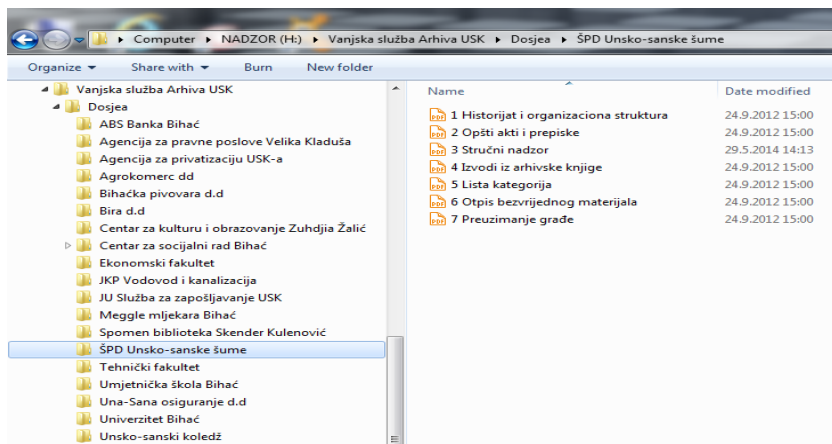 Computer ▸ NADZOR (H:) ▸ Vanjska služba Arhiva USK ▸ Dosjea ▸ ŠPD Unsko-sanske šume
Organize Share with Burn New folder
Vanjska služba Arhiva USK
Dosjea
ABS Banka Bihać
Agencija za pravne poslove Velika Kladuša
Agencija za privatizaciju USK-a
Agrokomerc dd
Bihaćka pivovara d.d
Bira d.d
Centar za kulturu i obrazovanje Zuhdjia Žalić
Centar za socijalni rad Bihać
Ekonomski fakultet
JKP Vodovod i kanalizacija
JU Služba za zapošljavanje USK
Meggle mljekara Bihać
Spomen biblioteka Skender Kulenović
ŠPD Unsko-sanske šume
Tehnički fakultet
Umjetnička škola Bihać
Una-Sana osiguranje d.d
Univerzitet Bihać
Unsko-sanski koledž
Name Date modified
1 Historijat i organizaciona struktura 24.9.2012 15:00
2 Opšti akti i prepiske 24.9.2012 15:00
3 Stručni nadzor 29.5.2014 14:13
4 Izvodi iz arhivske knjige 24.9.2012 15:00
5 Lista kategorija 24.9.2012 15:00
6 Otpis bezvrijednog materijala 24.9.2012 15:00
7 Preuzimanje građe 24.9.2012 15:00